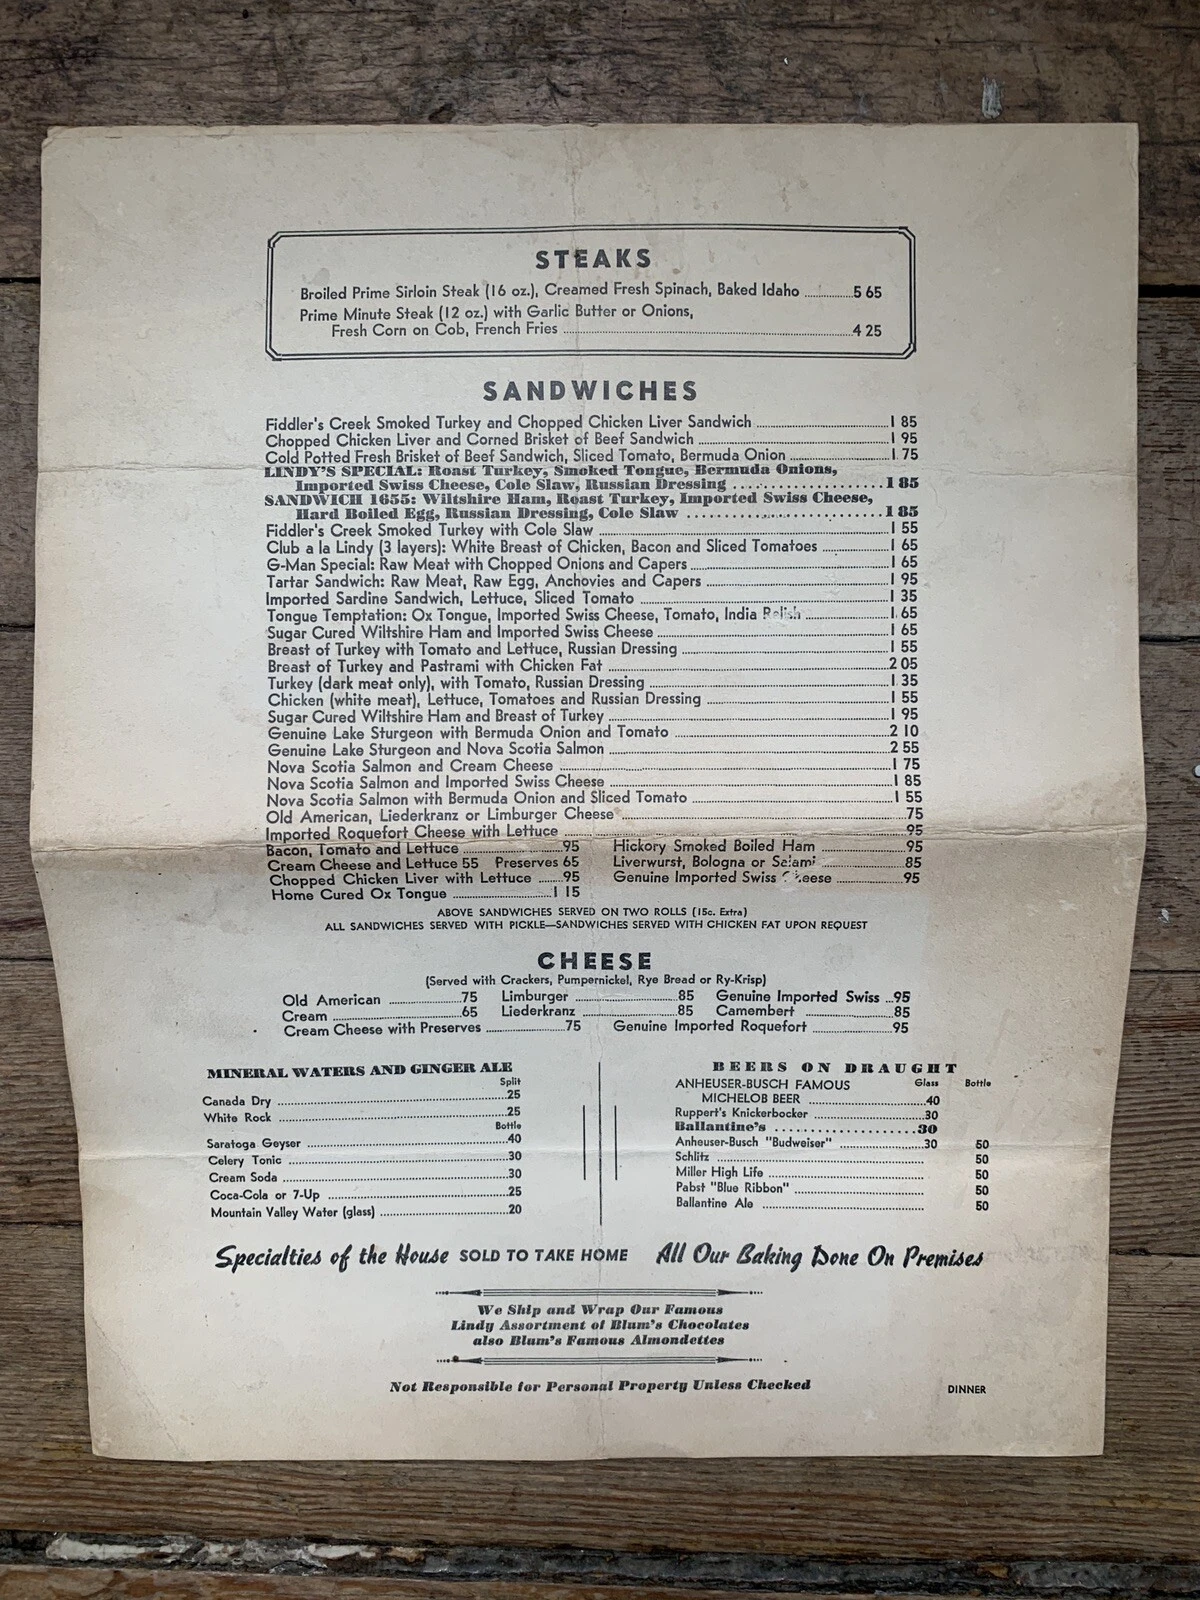 STEAKS
Broiled Prime Sirloin Steak (16 oz.), Creamed Fresh Spinach, Baked Idaho ............5 65
Prime Minute Steak (12 oz.) with Garlic Butter or Onions,
Fresh Corn on Cob, French Fries ............4 25
SANDWICHES
Fiddler's Creek Smoked Turkey and Chopped Chicken Liver Sandwich ............1 85
Chopped Chicken Liver and Corned Brisket of Beef Sandwich ............1 95
Cold Potted Fresh Brisket of Beef Sandwich, Sliced Tomato, Bermuda Onion ............1 75
LINDY'S SPECIAL: Roast Turkey, Smoked Tongue, Bermuda Onions,
Imported Swiss Cheese, Cole Slaw, Russian Dressing ............1 85
SANDWICH 1655: Wiltshire Ham, Roast Turkey, Imported Swiss Cheese,
Hard Boiled Egg, Russian Dressing, Cole Slaw ............1 85
Fiddler's Creek Smoked Turkey with Cole Slaw ............1 55
Club a la Lindy (3 layers): White Breast of Chicken, Bacon and Sliced Tomatoes ............1 65
G-Man Special: Raw Meat with Chopped Onions and Capers ............1 65
Tartar Sandwich: Raw Meat, Raw Egg, Anchovies and Capers ............1 95
Imported Sardine Sandwich, Lettuce, Sliced Tomato ............1 35
Tongue Temptation: Ox Tongue, Imported Swiss Cheese, Tomato, India Relish ............1 65
Sugar Cured Wiltshire Ham and Imported Swiss Cheese ............1 65
Breast of Turkey with Tomato and Lettuce, Russian Dressing ............1 55
Breast of Turkey and Pastrami with Chicken Fat ............2 05
Turkey (dark meat only), with Tomato, Russian Dressing ............1 35
Chicken (white meat), Lettuce, Tomatoes and Russian Dressing ............1 55
Sugar Cured Wiltshire Ham and Breast of Turkey ............1 95
Genuine Lake Sturgeon with Bermuda Onion and Tomato ............2 10
Genuine Lake Sturgeon and Nova Scotia Salmon ............2 55
Nova Scotia Salmon and Cream Cheese ............1 75
Nova Scotia Salmon and Imported Swiss Cheese ............1 85
Nova Scotia Salmon with Bermuda Onion and Sliced Tomato ............1 55
Old American, Liederkranz or Limburger Cheese ............75
Imported Roquefort Cheese with Lettuce ............95
Bacon, Tomato and Lettuce ............95 Hickory Smoked Boiled Ham ............95
Cream Cheese and Lettuce 55 Preserves 65 Liverwurst, Bologna or Salami ............85
Chopped Chicken Liver with Lettuce ............95 Genuine Imported Swiss Cheese ............95
Home Cured Ox Tongue ............1 15
ABOVE SANDWICHES SERVED ON TWO ROLLS (15c. Extra)
ALL SANDWICHES SERVED WITH PICKLE—SANDWICHES SERVED WITH CHICKEN FAT UPON REQUEST
CHEESE
(Served with Crackers, Pumpernickel, Rye Bread or Ry-Krisp)
Old American ............75 Limburger ............85 Genuine Imported Swiss ...95
Cream ............65 Liederkranz ............85 Camembert ............85
Cream Cheese with Preserves ............75 Genuine Imported Roquefort ............95
MINERAL WATERS AND GINGER ALE
Split
Canada Dry ............25
White Rock ............25
Bottle
Saratoga Geyser ............40
Celery Tonic ............30
Cream Soda ............30
Coca-Cola or 7-Up ............25
Mountain Valley Water (glass) ............20
BEERS ON DRAUGHT
ANHEUSER-BUSCH FAMOUS Glass Bottle
MICHELOB BEER ............40
Ruppert's Knickerbocker ............30
Ballantine's ............30
Anheuser-Busch "Budweiser" ............30 50
Schlitz ............ 50
Miller High Life ............ 50
Pabst "Blue Ribbon" ............ 50
Ballantine Ale ............ 50
Specialties of the House SOLD TO TAKE HOME All Our Baking Done On Premises
We Ship and Wrap Our Famous
Lindy Assortment of Blum's Chocolates
also Blum's Famous Almondettes
Not Responsible for Personal Property Unless Checked
DINNER